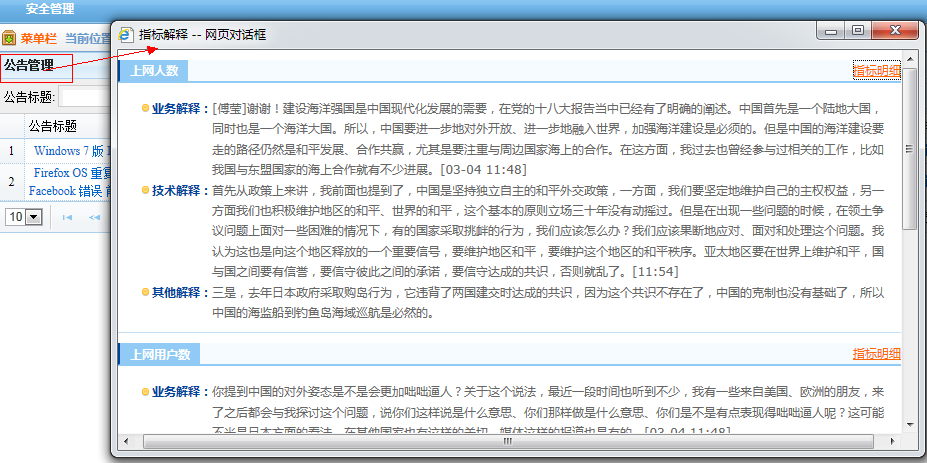 安全管理
菜单栏 当前位置
公告管理
公告标题:
公告标题
1 Windows 7 版
2 Firefox OS 重复
Facebook 错误
10
指标解释 -- 网页对话框
上网人数 指标明细
业务解释：[傅莹]谢谢！建设海洋强国是中国现代化发展的需要，在党的十八大报告当中已经有了明确的阐述。中国首先是一个陆地大国，
同时也是一个海洋大国。所以，中国要进一步地对外开放、进一步地融入世界，加强海洋建设是必须的。但是中国的海洋建设要
走的路径仍然是和平发展、合作共赢，尤其是要注重与周边国家海上的合作。在这方面，我过去也曾经参与过相关的工作，比如
我国与东盟国家的海上合作就有不少进展。[03-04 11:48]
技术解释：首先从政策上来讲，我前面也提到了，中国是坚持独立自主的和平外交政策，一方面，我们要坚定地维护自己的主权权益，另一
方面我们也积极维护地区的和平、世界的和平，这个基本的原则立场三十年没有动摇过。但是在出现一些问题的时候，在领土争
议问题上面对一些困难的情况下，有的国家采取挑衅的行为，我们应该怎么办？我们应该果断地应对、面对和处理这个问题。我
认为这也是向这个地区释放的一个重要信号，要维护地区和平，要维护这个地区的和平秩序。亚太地区要在世界上维护和平，国
与国之间要有信誉，要信守彼此之间的承诺，要信守达成的共识，否则就乱了。[11:54]
其他解释：三是，去年日本政府采取购岛行为，它违背了两国建交时达成的共识，因为这个共识不存在了，中国的克制也没有基础了，所以
中国的海监船到钓鱼岛海域巡航是必然的。
上网用户数 指标明细
业务解释：你提到中国的对外姿态是不是会更加咄咄逼人？关于这个说法，最近一段时间也听到不少，我有一些来自美国、欧洲的朋友，来
了之后都会与我探讨这个问题，说你们这样说是什么意思、你们那样做是什么意思、你们是不是有点表现得咄咄逼人呢？这可能
不光是日本方面的看法，在其他国家也有这样的关切，媒体这样的报道也是有的。[03-04 11:48]